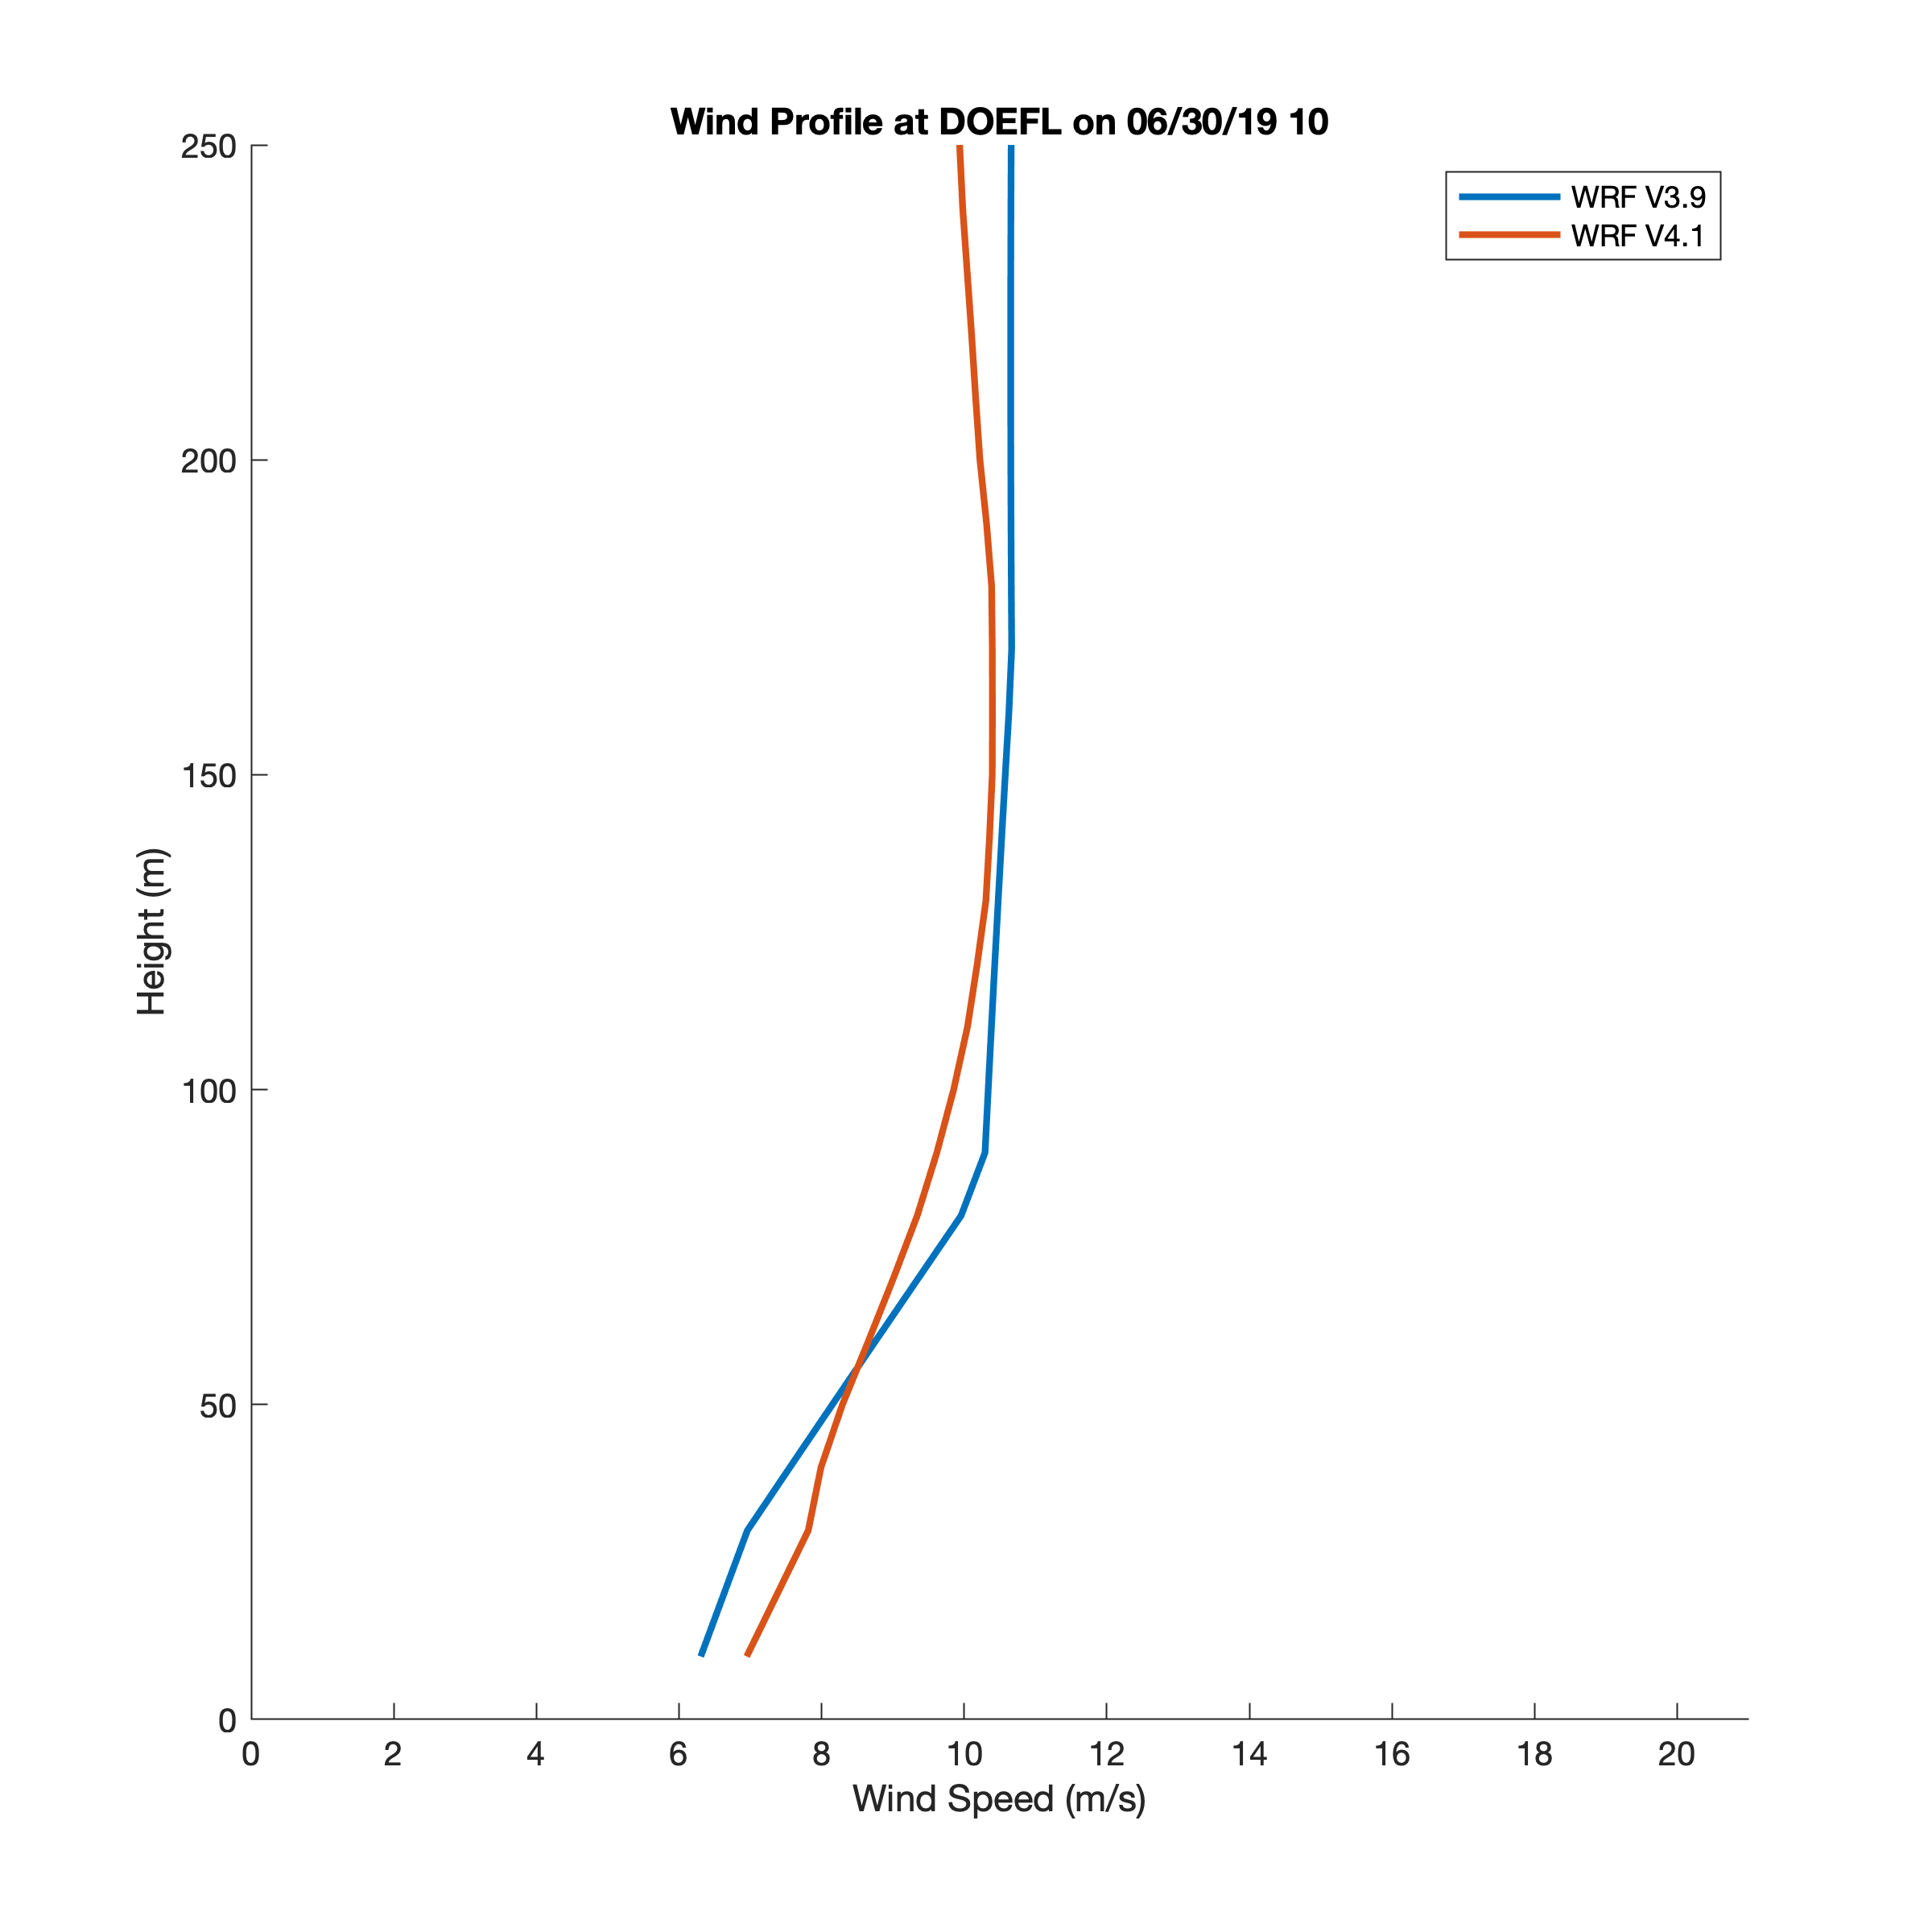 Wind Profile at DOEFL on 06/30/19 10
WRF V3.9
WRF V4.1
250
200
150
100
50
0
Height (m)
0 2 4 6 8 10 12 14 16 18 20
Wind Speed (m/s)